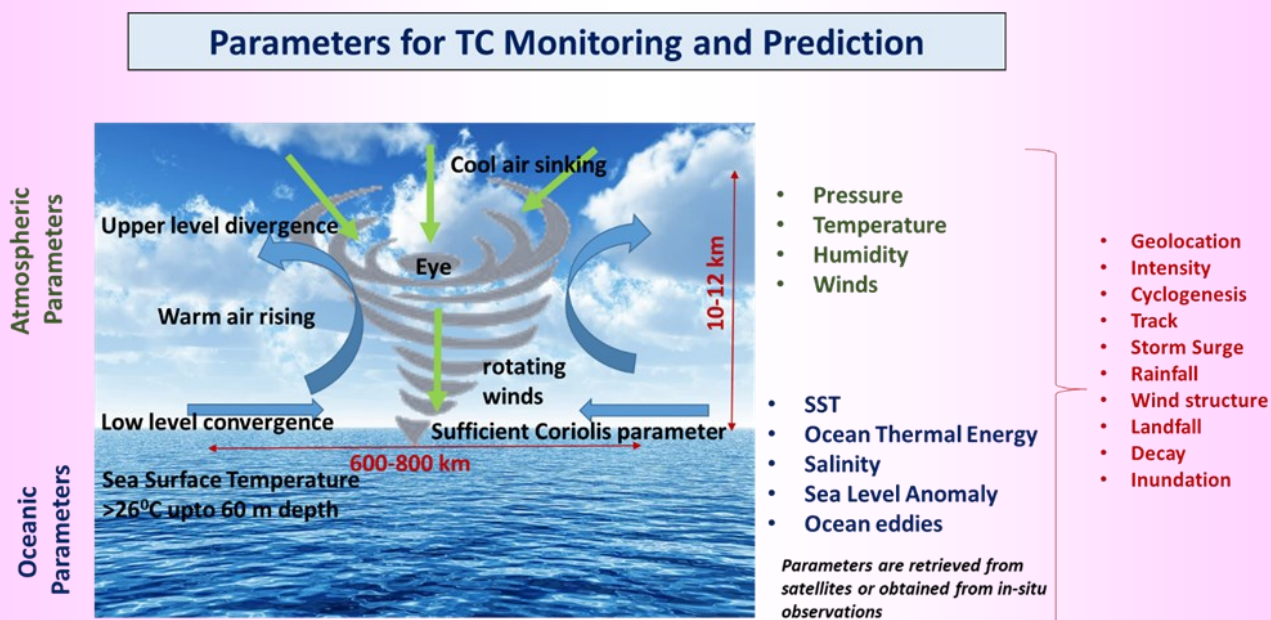 Parameters for TC Monitoring and Prediction
Atmospheric
Parameters
Cool air sinking
Upper level divergence
Eye
Warm air rising
10-12 km
rotating
winds
Low level convergence
Sufficient Coriolis parameter
600-800 km
Oceanic
Parameters
Sea Surface Temperature
>26⁰C upto 60 m depth
• Pressure
• Temperature
• Humidity
• Winds
• SST
• Ocean Thermal Energy
• Salinity
• Sea Level Anomaly
• Ocean eddies
Parameters are retrieved from
satellites or obtained from in-situ
observations
• Geolocation
• Intensity
• Cyclogenesis
• Track
• Storm Surge
• Rainfall
• Wind structure
• Landfall
• Decay
• Inundation